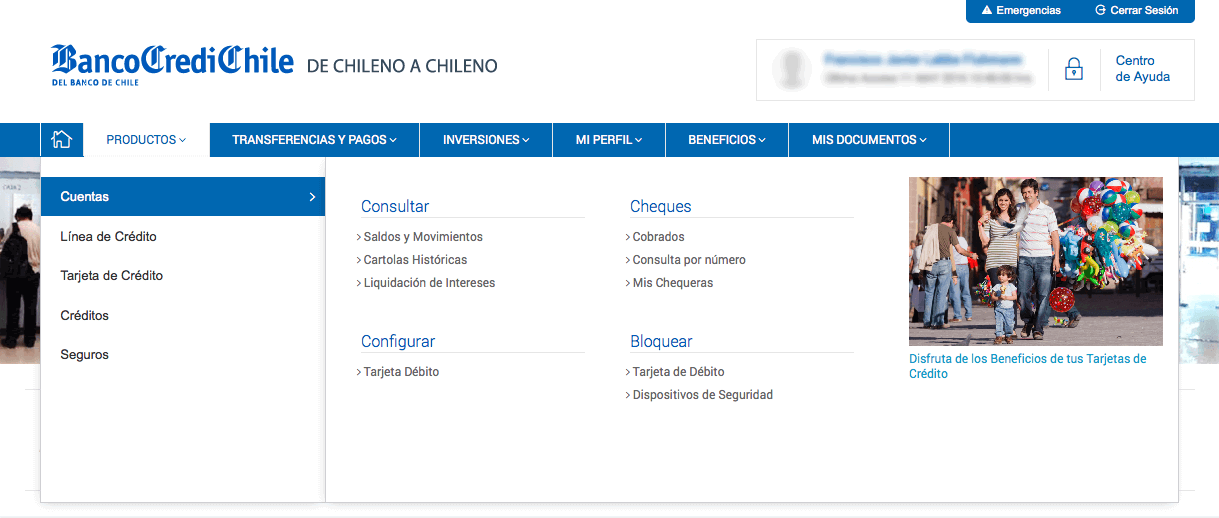 Emergencias
Cerrar Sesión
BancoCrediChile DE CHILENO A CHILENO
DEL BANCO DE CHILE
Centro
de Ayuda
PRODUCTOS
TRANSFERENCIAS Y PAGOS
INVERSIONES
MI PERFIL
BENEFICIOS
MIS DOCUMENTOS
Cuentas
Línea de Crédito
Tarjeta de Crédito
Créditos
Seguros
Consultar
Saldos y Movimientos
Cartolas Históricas
Liquidación de Intereses
Cheques
Cobrados
Consulta por número
Mis Chequeras
Configurar
Tarjeta Débito
Bloquear
Tarjeta de Débito
Dispositivos de Seguridad
Disfruta de los Beneficios de tus Tarjetas de
Crédito